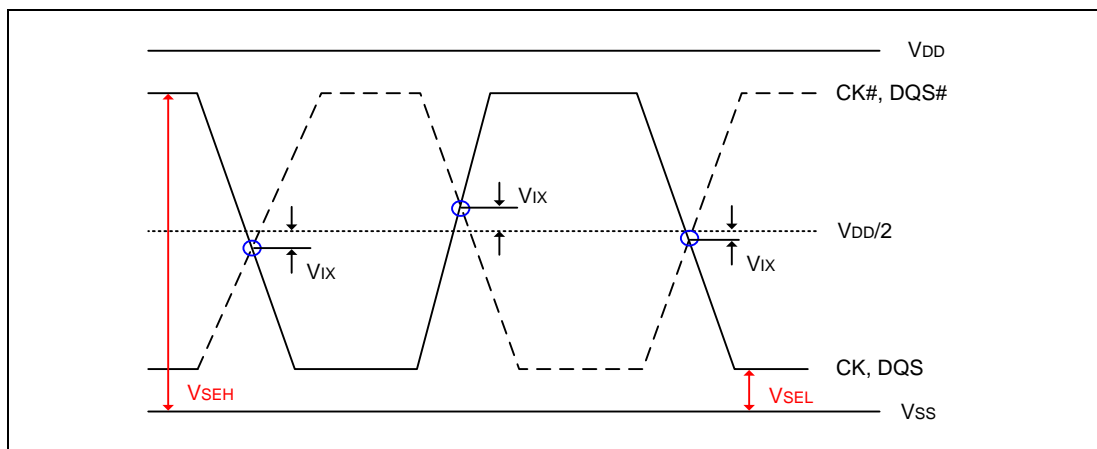 VDD
CK#, DQS#
VIX
VDD/2
VIX
VIX
CK, DQS
VSEH
VSEL
VSS